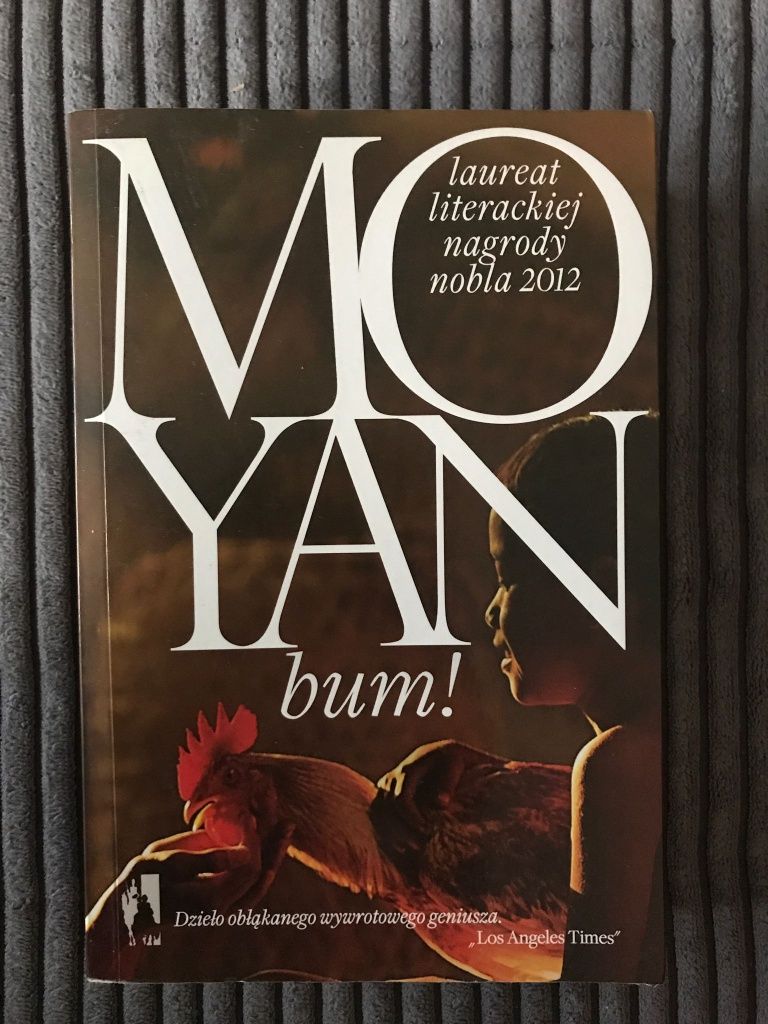 MO
laureat
literackiej
nagrody
nobla 2012
YAN
bum!
Dzieło obłąkanego wywrotowego geniusza.
„Los Angeles Times”